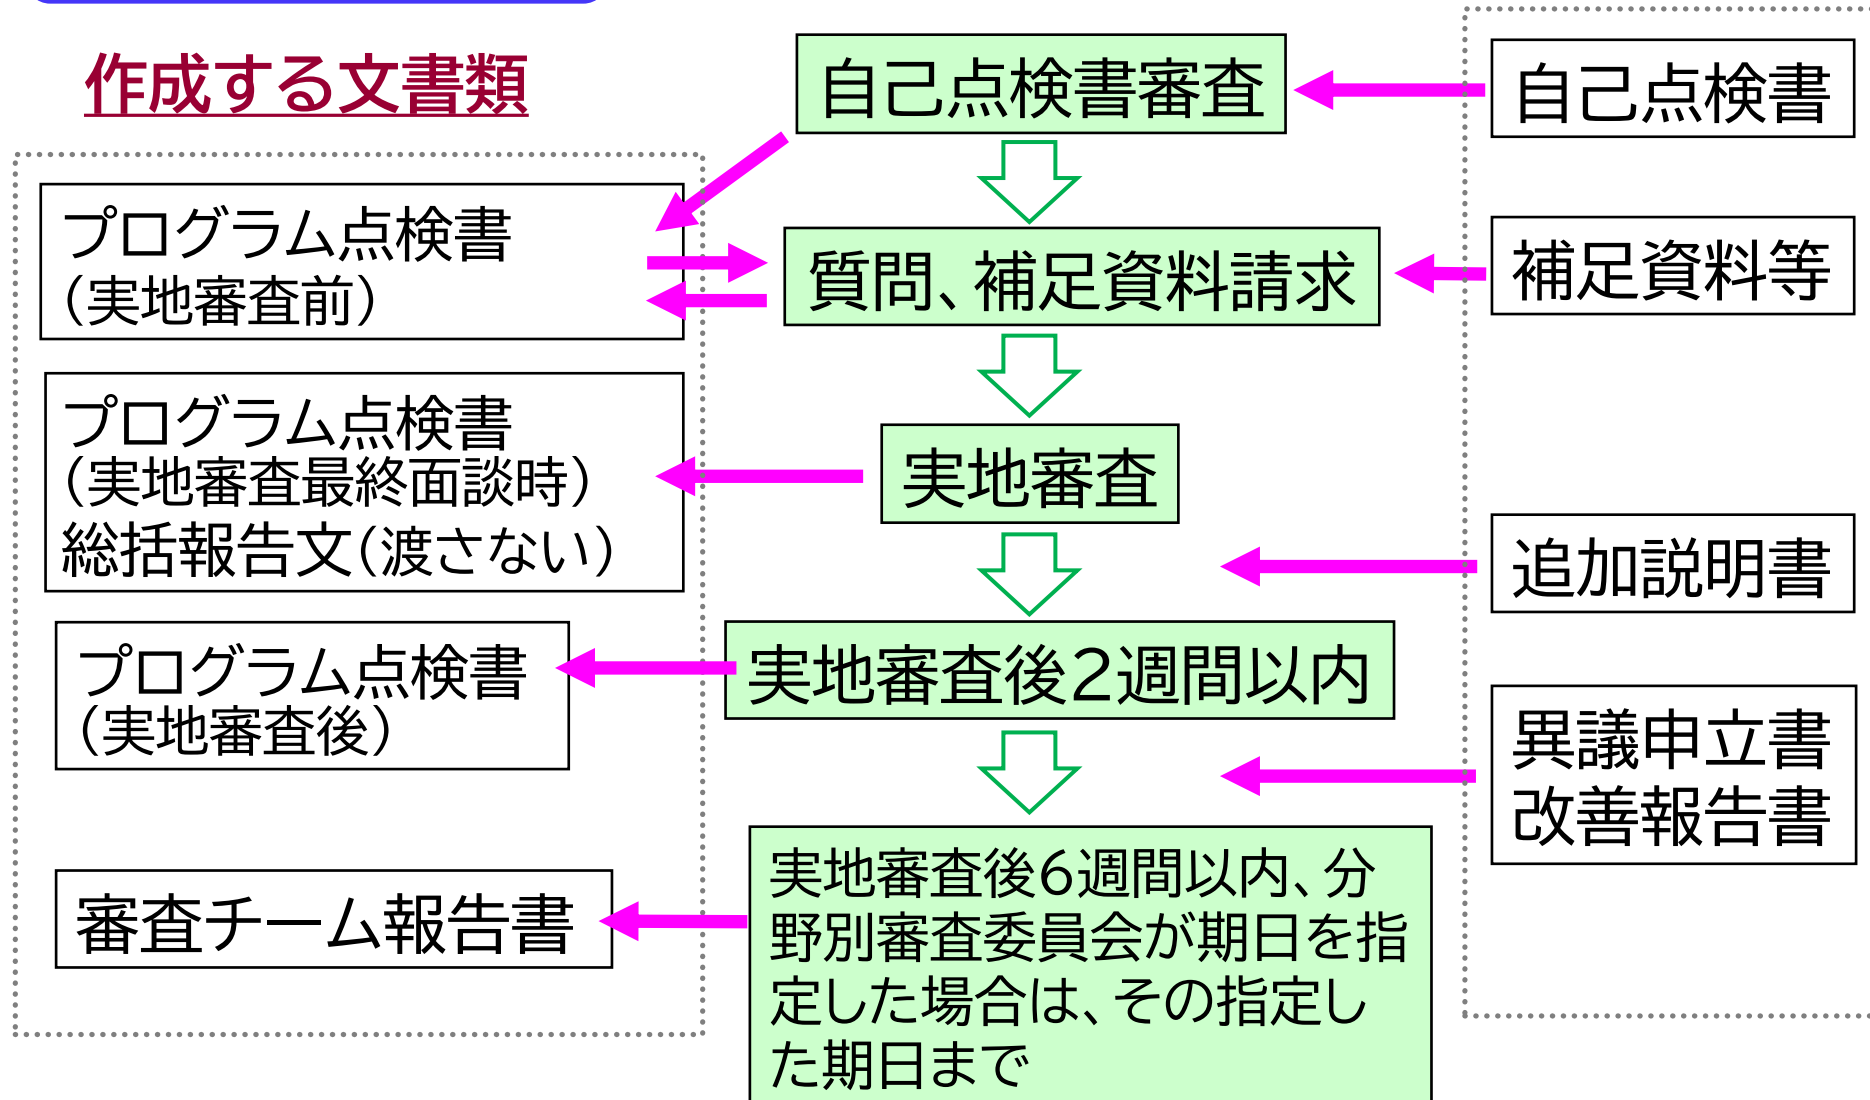 作成する文書類
プログラム点検書
（実地審査前）
プログラム点検書
（実地審査最終面談時）
総括報告文（渡さない）
プログラム点検書
（実地審査後）
審査チーム報告書
自己点検書審査
質問、補足資料請求
実地審査
実地審査後２週間以内
実地審査後６週間以内、分
野別審査委員会が期日を指
定した場合は、その指定し
た期日まで
自己点検書
補足資料等
追加説明書
異議申立書
改善報告書